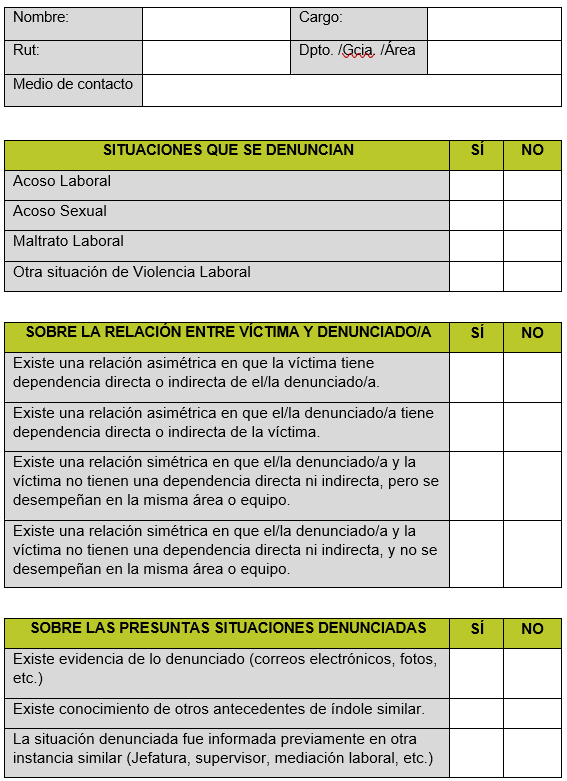 Nombre: Cargo:
Rut: Dpto. /Gcia. /Área
Medio de contacto
SITUACIONES QUE SE DENUNCIAN SÍ NO
Acoso Laboral
Acoso Sexual
Maltrato Laboral
Otra situación de Violencia Laboral
SOBRE LA RELACIÓN ENTRE VÍCTIMA Y DENUNCIADO/A SÍ NO
Existe una relación asimétrica en que la víctima tiene
dependencia directa o indirecta de el/la denunciado/a.
Existe una relación asimétrica en que el/la denunciado/a tiene
dependencia directa o indirecta de la víctima.
Existe una relación simétrica en que el/la denunciado/a y la
víctima no tienen una dependencia directa ni indirecta, pero se
desempeñan en la misma área o equipo.
Existe una relación simétrica en que el/la denunciado/a y la
víctima no tienen una dependencia directa ni indirecta, y no se
desempeñan en la misma área o equipo.
SOBRE LAS PRESUNTAS SITUACIONES DENUNCIADAS SÍ NO
Existe evidencia de lo denunciado (correos electrónicos, fotos,
etc.)
Existe conocimiento de otros antecedentes de índole similar.
La situación denunciada fue informada previamente en otra
instancia similar (Jefatura, supervisor, mediación laboral, etc.)